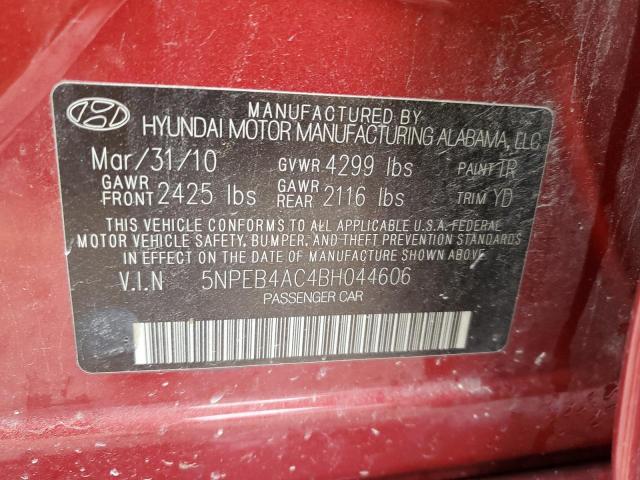 MANUFACTURED BY
HYUNDAI MOTOR MANUFACTURING ALABAMA, LLC
Mar/31/10 GVWR 4299 lbs PAINT TR
GAWR FRONT 2425 lbs GAWR REAR 2116 lbs TRIM YD
THIS VEHICLE CONFORMS TO ALL APPLICABLE U.S.A. FEDERAL
MOTOR VEHICLE SAFETY, BUMPER, AND THEFT PREVENTION STANDARDS
IN EFFECT ON THE DATE OF MANUFACTURE SHOWN ABOVE.
V.I.N 5NPEB4AC4BH044606
PASSENGER CAR